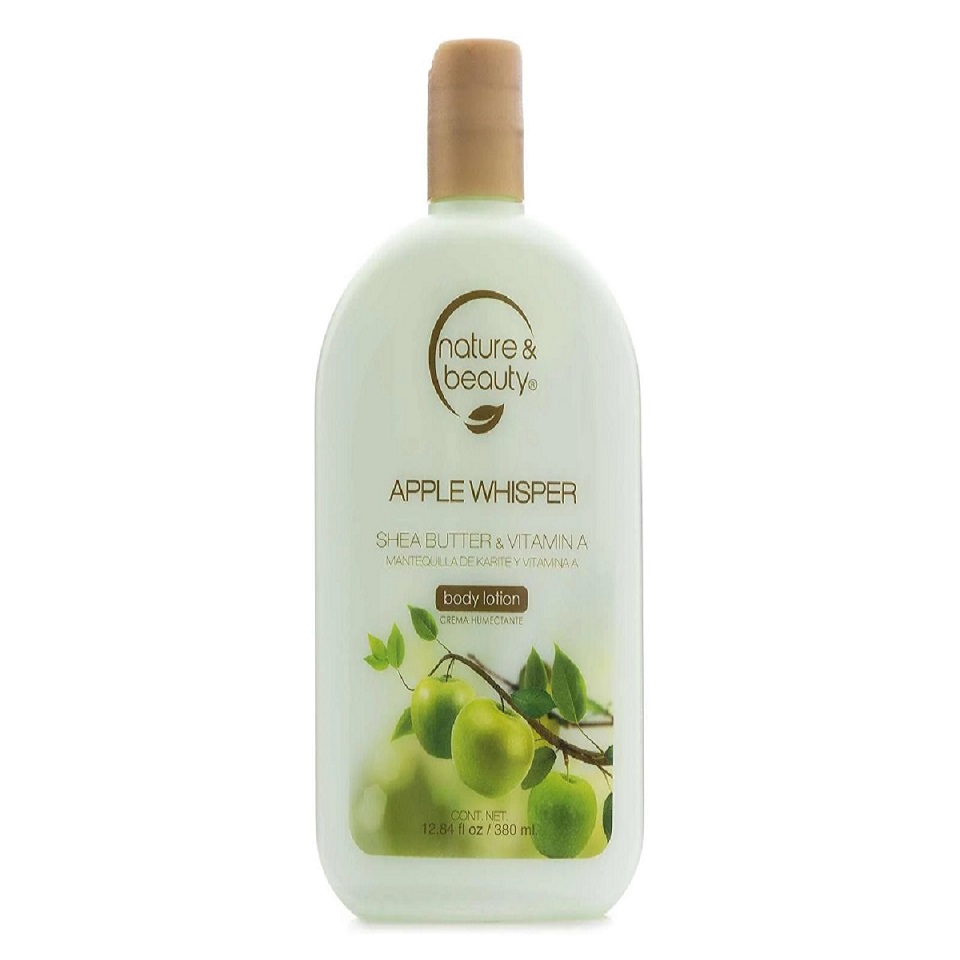 nature &
beauty®
APPLE WHISPER
SHEA BUTTER & VITAMIN A
MANTEQUILLA DE KARITE Y VITAMINA A
body lotion
CREMA HUMECTANTE
CONT. NET.
12.84 fl oz / 380 ml.